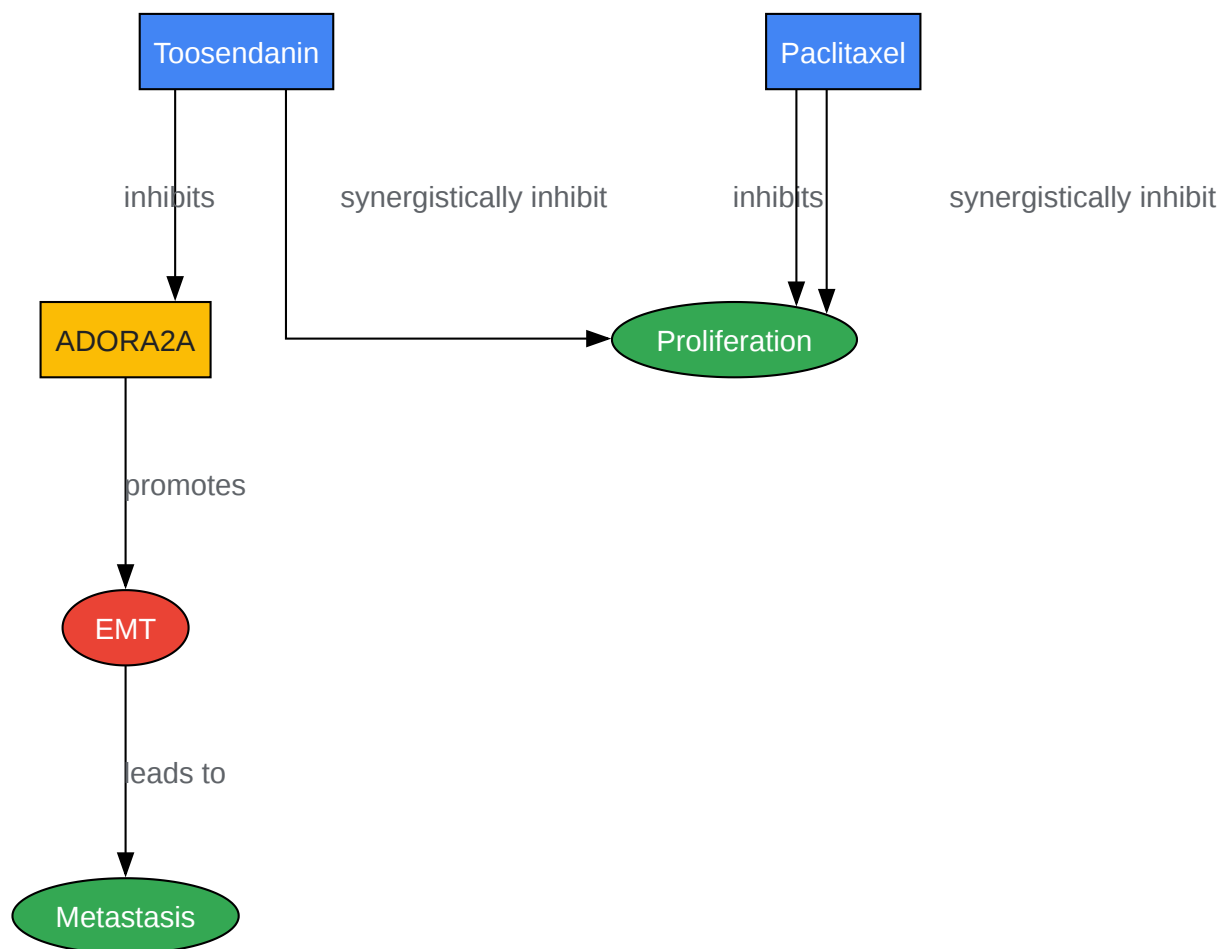 Toosendanin
Paclitaxel
inhibits
synergistically inhibit
inhibits
synergistically inhibit
ADORA2A
Proliferation
promotes
EMT
leads to
Metastasis